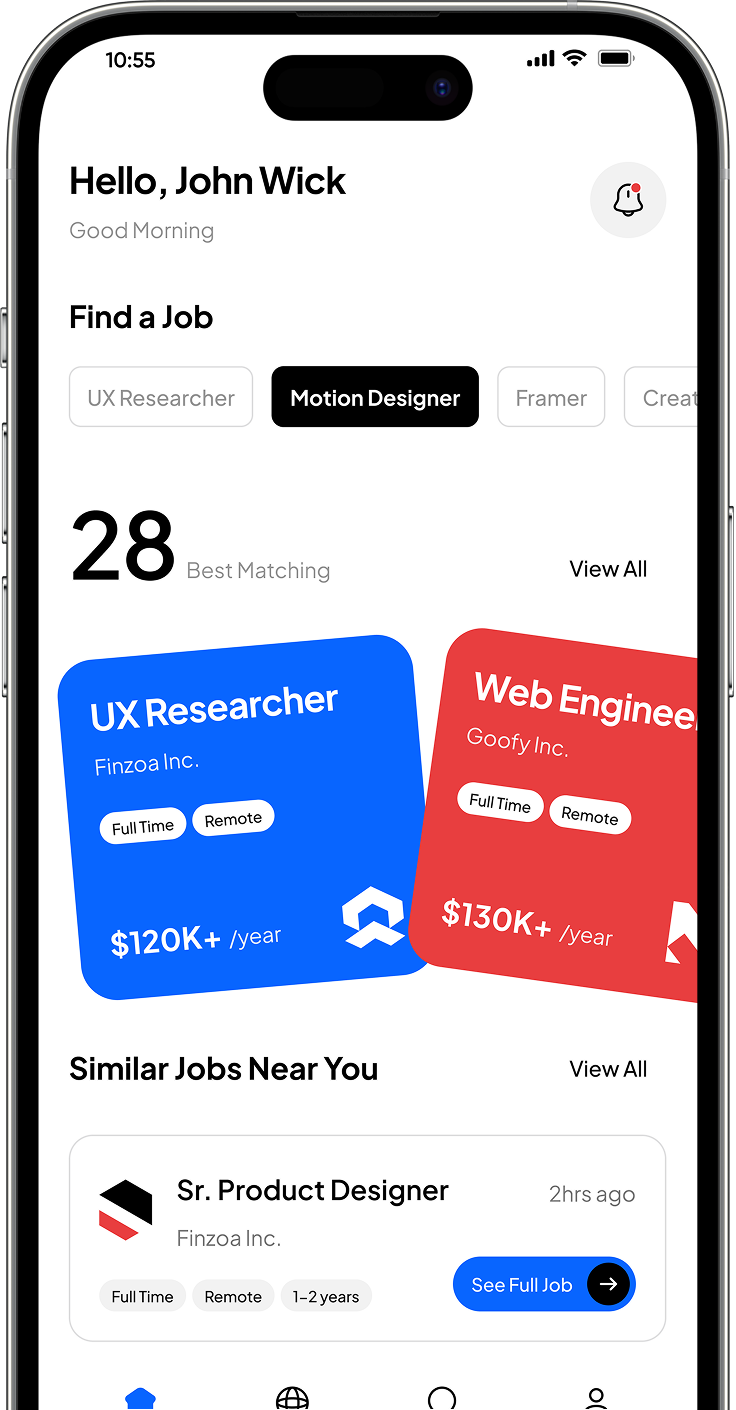 10:55
Hello, John Wick
Good Morning
Find a Job
UX Researcher
Motion Designer
Framer
Creat
28 Best Matching
View All
UX Researcher
Finzoa Inc.
Full Time
Remote
$120K+ /year
Web Enginee
Goofy Inc.
Full Time
Remote
$130K+ /year
Similar Jobs Near You
View All
Sr. Product Designer
2hrs ago
Finzoa Inc.
Full Time
Remote
1-2 years
See Full Job